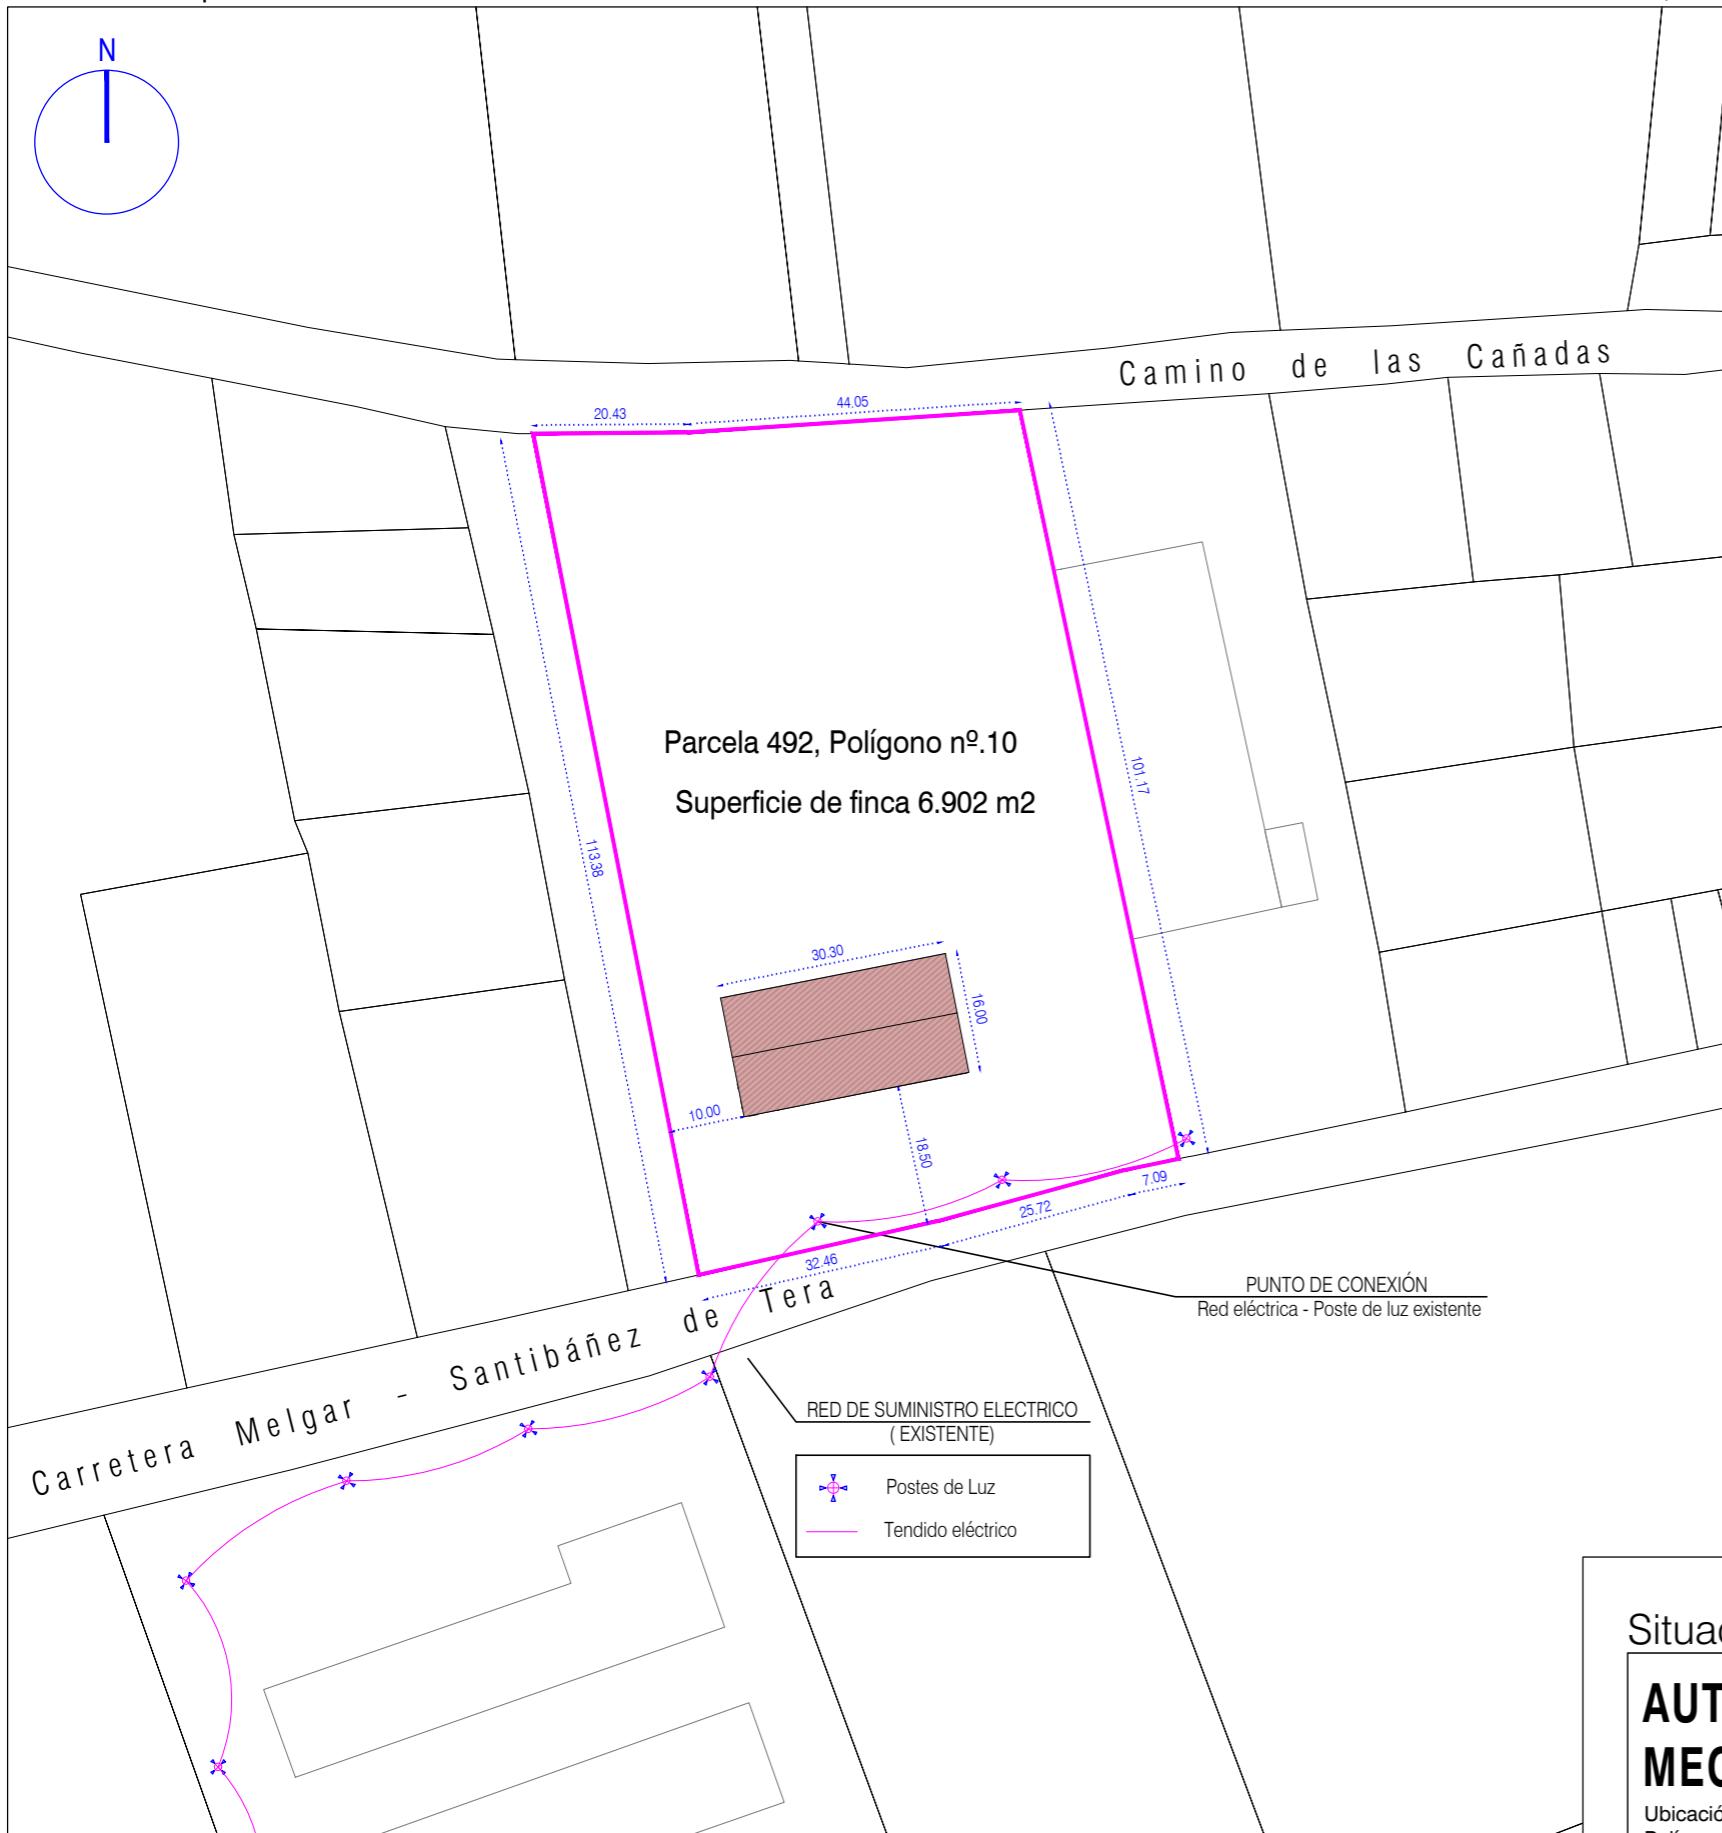 N
Camino de las Cañadas
20.43
44.05
Parcela 492, Polígono nº.10
Superficie de finca 6.902 m2
101.17
113.38
30.30
16.00
10.00
18.50
7.09
25.72
32.46
PUNTO DE CONEXIÓN
Red eléctrica - Poste de luz existente
Carretera Melgar - Santibáñez de Tera
RED DE SUMINISTRO ELECTRICO
( EXISTENTE)
Postes de Luz
Tendido eléctrico
Situac
AUT
MEC
Ubicació